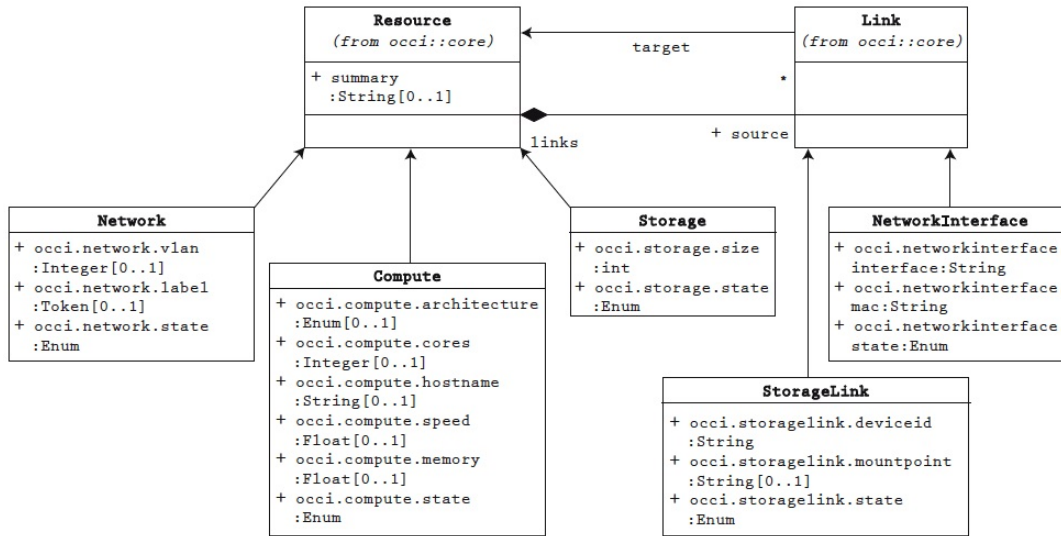 Resource
(from occi::core)
+ summary
:String[0..1]
Link
(from occi::core)
target
*
+ source
links
Network
+ occi.network.vlan
:Integer[0..1]
+ occi.network.label
:Token[0..1]
+ occi.network.state
:Enum
Compute
+ occi.compute.architecture
:Enum[0..1]
+ occi.compute.cores
:Integer[0..1]
+ occi.compute.hostname
:String[0..1]
+ occi.compute.speed
:Float[0..1]
+ occi.compute.memory
:Float[0..1]
+ occi.compute.state
:Enum
Storage
+ occi.storage.size
:int
+ occi.storage.state
:Enum
NetworkInterface
+ occi.networkinterface
interface:String
+ occi.networkinterface
mac:String
+ occi.networkinterface
state:Enum
StorageLink
+ occi.storagelink.deviceid
:String
+ occi.storagelink.mountpoint
:String[0..1]
+ occi.storagelink.state
:Enum